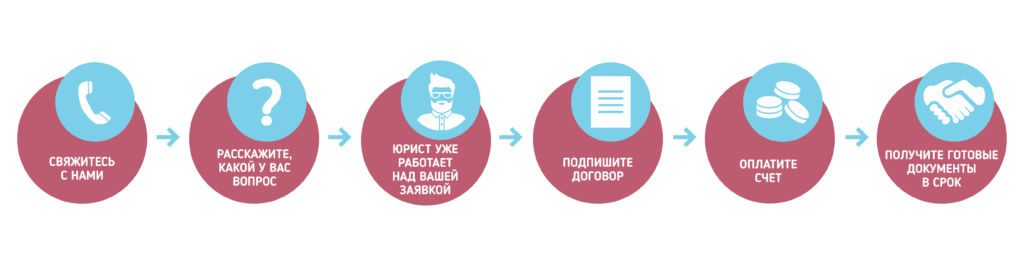 СВЯЖИТЕСЬ
С НАМИ
РАССКАЖИТЕ,
КАКОЙ У ВАС
ВОПРОС
ЮРИСТ УЖЕ
РАБОТАЕТ
НАД ВАШЕЙ
ЗАЯВКОЙ
ПОДПИШИТЕ
ДОГОВОР
ОПЛАТИТЕ
СЧЕТ
ПОЛУЧИТЕ ГОТОВЫЕ
ДОКУМЕНТЫ
В СРОК